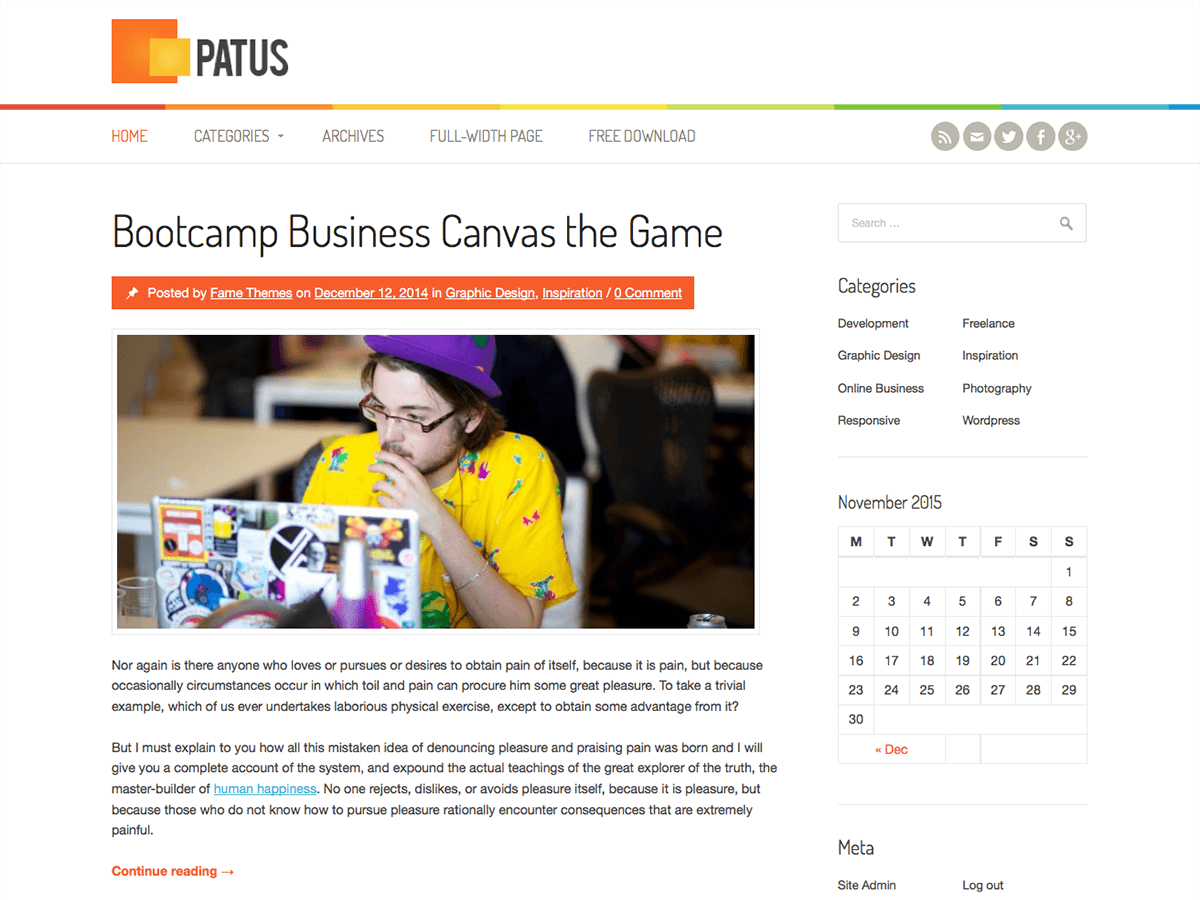 PATUS
HOME CATEGORIES ARCHIVES FULL-WIDTH PAGE FREE DOWNLOAD
Bootcamp Business Canvas the Game
Posted by Fame Themes on December 12, 2014 in Graphic Design, Inspiration / 0 Comment
Nor again is there anyone who loves or pursues or desires to obtain pain of itself, because it is pain, but because
occasionally circumstances occur in which toil and pain can procure him some great pleasure. To take a trivial
example, which of us ever undertakes laborious physical exercise, except to obtain some advantage from it?
But I must explain to you how all this mistaken idea of denouncing pleasure and praising pain was born and I will
give you a complete account of the system, and expound the actual teachings of the great explorer of the truth, the
master-builder of human happiness. No one rejects, dislikes, or avoids pleasure itself, because it is pleasure, but
because those who do not know how to pursue pleasure rationally encounter consequences that are extremely
painful.
Continue reading →
Search ...
Categories
Development Freelance
Graphic Design Inspiration
Online Business Photography
Responsive Wordpress
November 2015
M T W T F S S
1
2 3 4 5 6 7 8
9 10 11 12 13 14 15
16 17 18 19 20 21 22
23 24 25 26 27 28 29
30
« Dec
Meta
Site Admin Log out